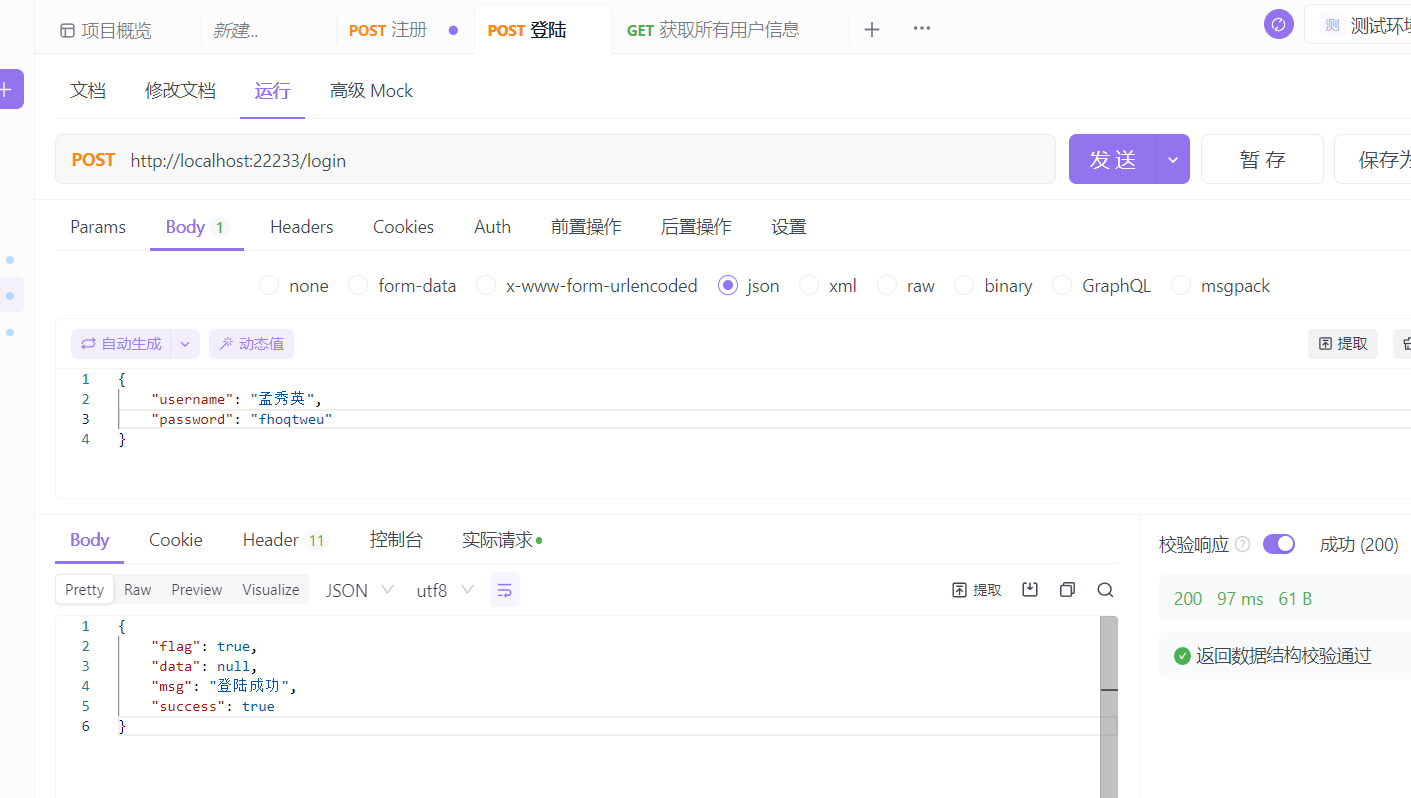 项目概览 新建... POST 注册 POST 登陆 GET 获取所有用户信息 测 测试环
文档 修改文档 运行 高级 Mock
POST http://localhost:22233/login 发送 暂存 保存为
Params Body 1 Headers Cookies Auth 前置操作 后置操作 设置
none form-data x-www-form-urlencoded json xml raw binary GraphQL msgpack
自动生成 动态值 提取
1 {
2 "username": "孟秀英",
3 "password": "fhoqtweu"
4 }
Body Cookie Header 11 控制台 实际请求 校验响应 成功 (200)
Pretty Raw Preview Visualize JSON utf8 提取 200 97 ms 61 B
1 {
2 "flag": true,
3 "data": null,
4 "msg": "登陆成功",
5 "success": true
6 }
返回数据结构校验通过